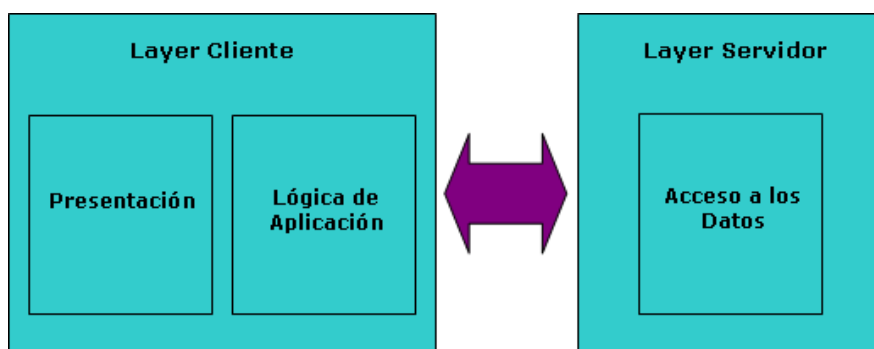 Layer Cliente
Presentación
Lógica de
Aplicación
Layer Servidor
Acceso a los
Datos